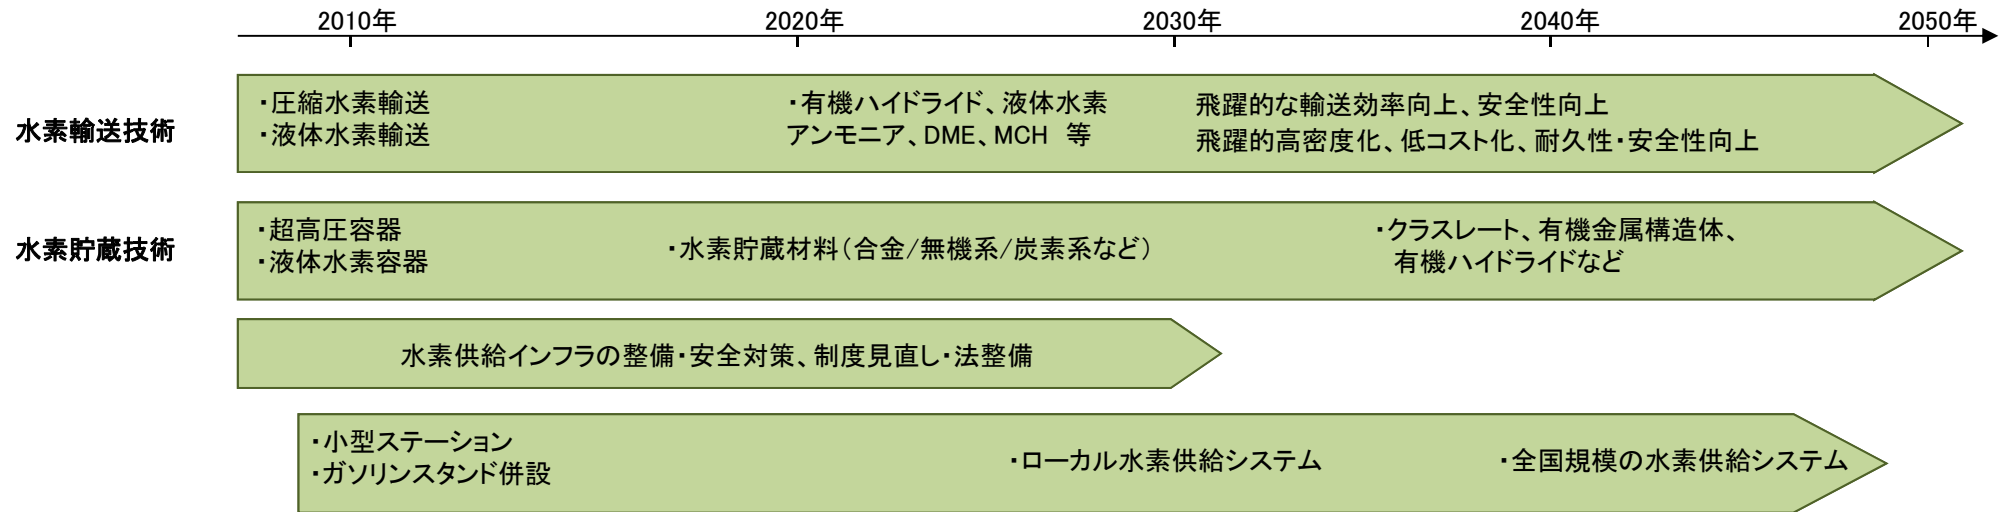 2010年 2020年 2030年 2040年 2050年
水素輸送技術
・圧縮水素輸送
・液体水素輸送
・有機ハイドライド、液体水素
アンモニア、DME、MCH 等
飛躍的な輸送効率向上、安全性向上
飛躍的高密度化、低コスト化、耐久性・安全性向上
水素貯蔵技術
・超高圧容器
・液体水素容器
・水素貯蔵材料(合金/無機系/炭素系など)
・クラスレート、有機金属構造体、
有機ハイドライドなど
水素供給インフラの整備・安全対策、制度見直し・法整備
・小型ステーション
・ガソリンスタンド併設
・ローカル水素供給システム
・全国規模の水素供給システム